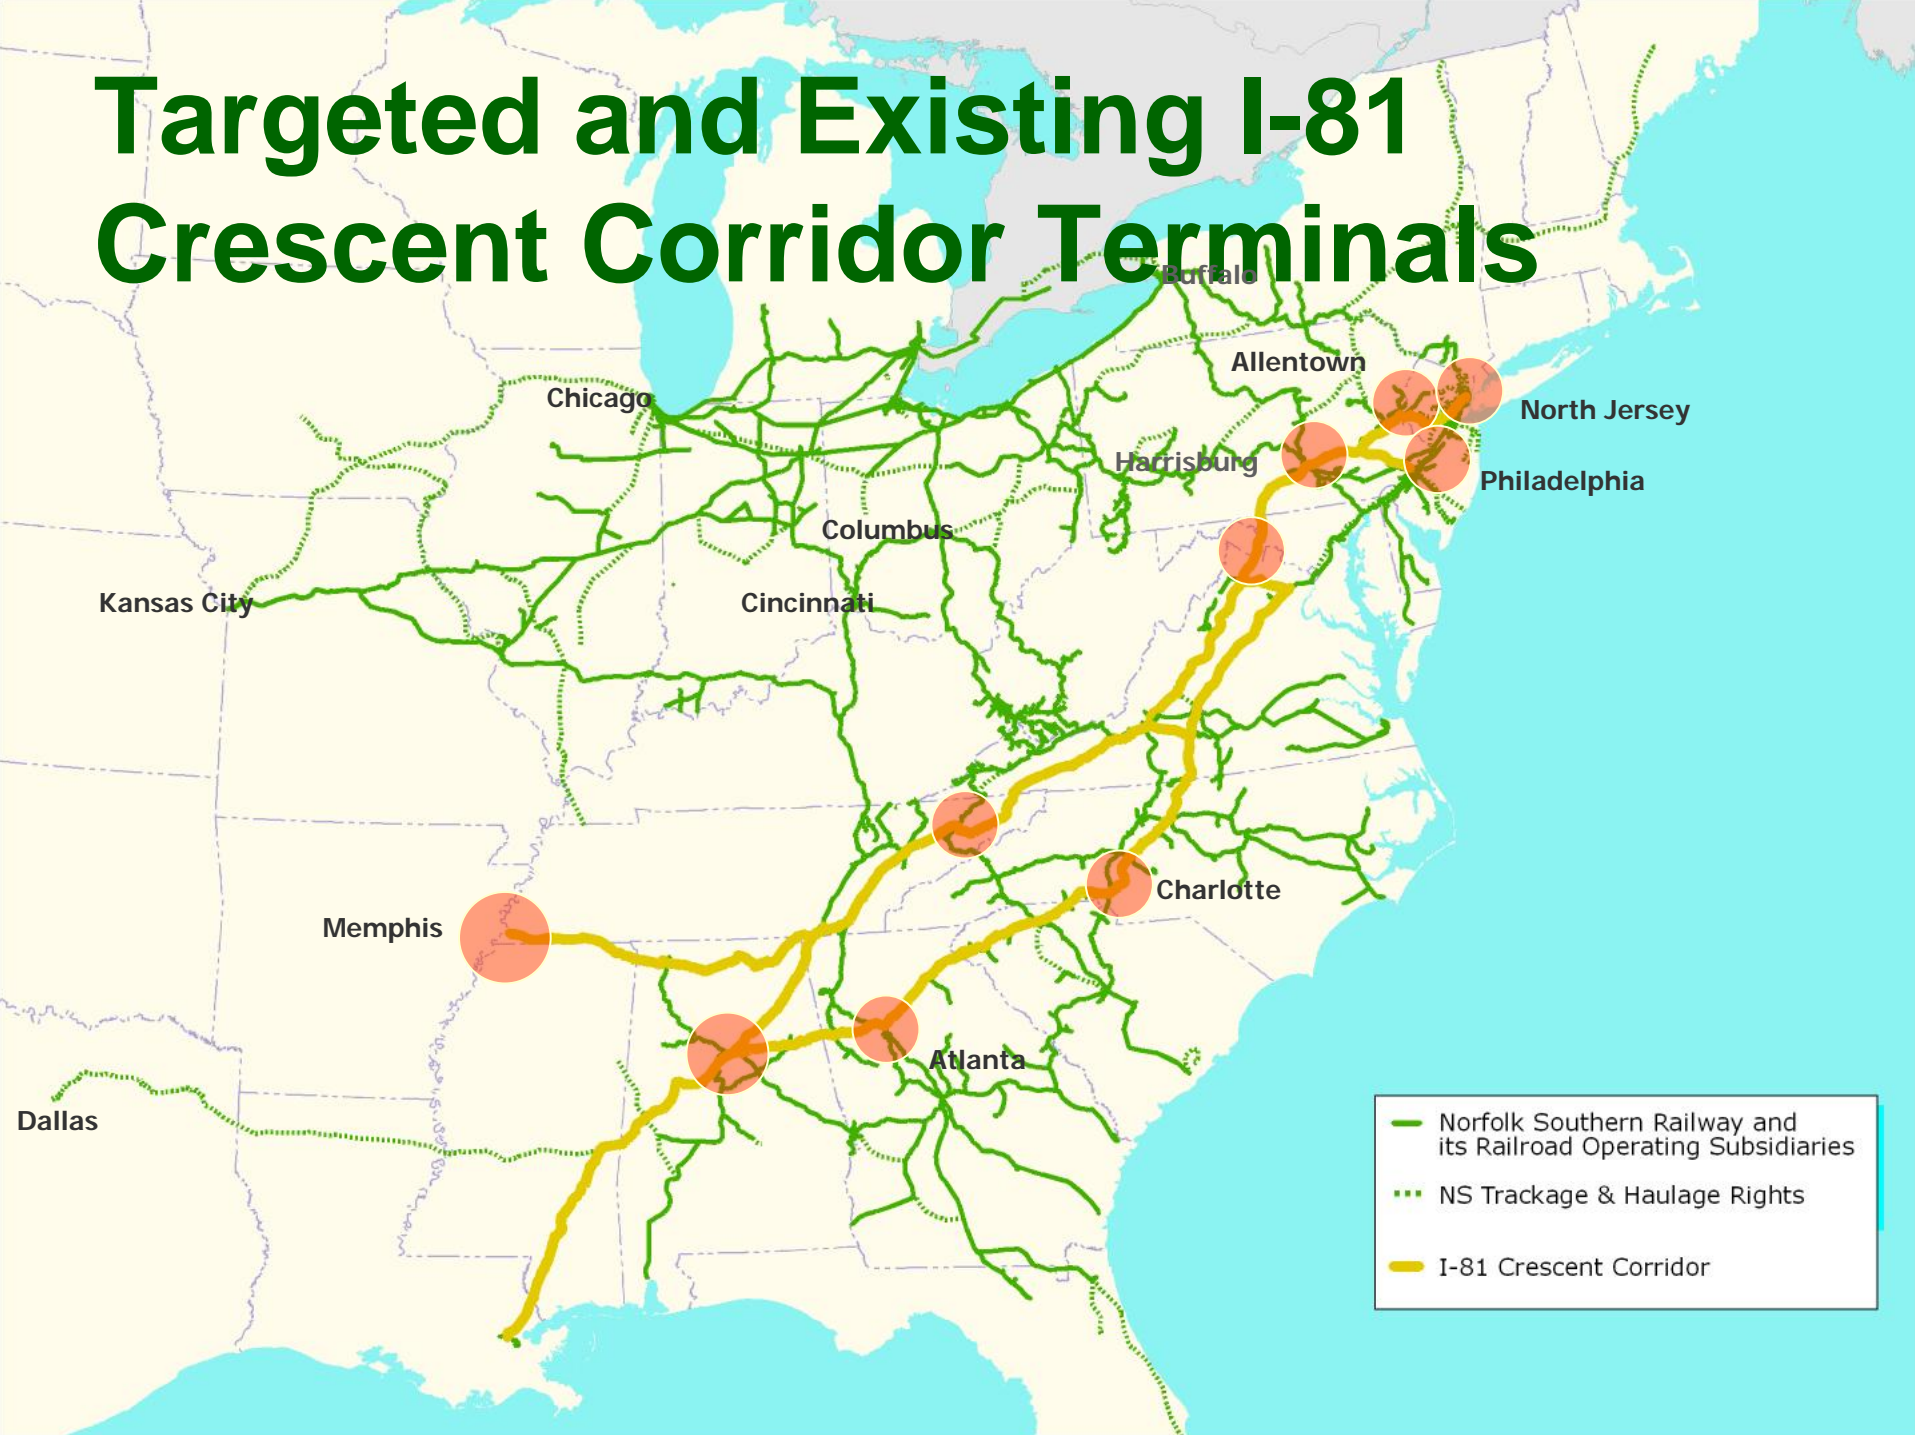 Targeted and Existing I-81
Crescent Corridor Terminals
Buffalo
Allentown
Chicago
North Jersey
Harrisburg
Philadelphia
Columbus
Kansas City
Cincinnati
Charlotte
Memphis
Atlanta
Dallas
Norfolk Southern Railway and
its Railroad Operating Subsidiaries
NS Trackage & Haulage Rights
I-81 Crescent Corridor